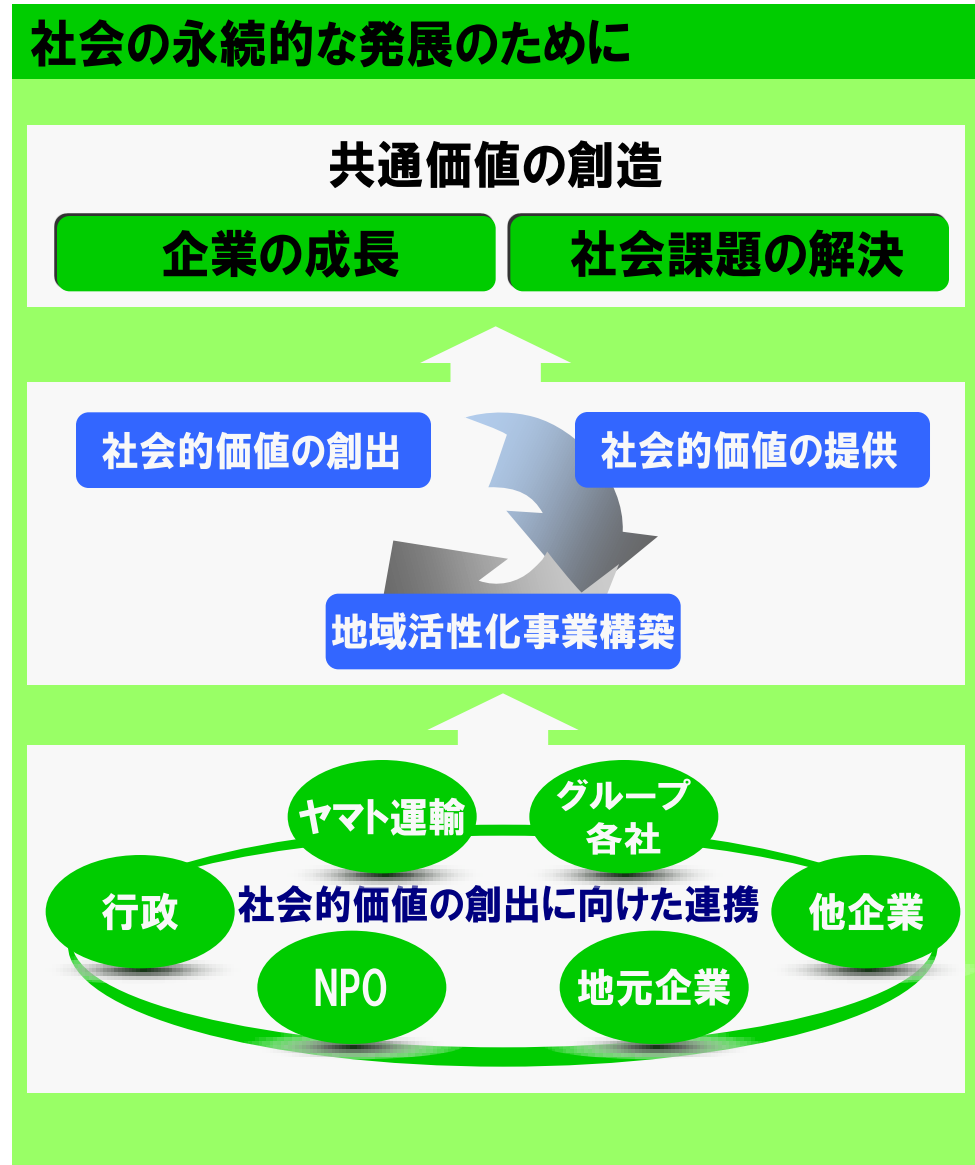 社会の永続的な発展のために
共通価値の創造
企業の成長
社会課題の解決
社会的価値の創出
社会的価値の提供
地域活性化事業構築
ヤマト運輸
グループ
各社
行政
社会的価値の創出に向けた連携
他企業
NPO
地元企業